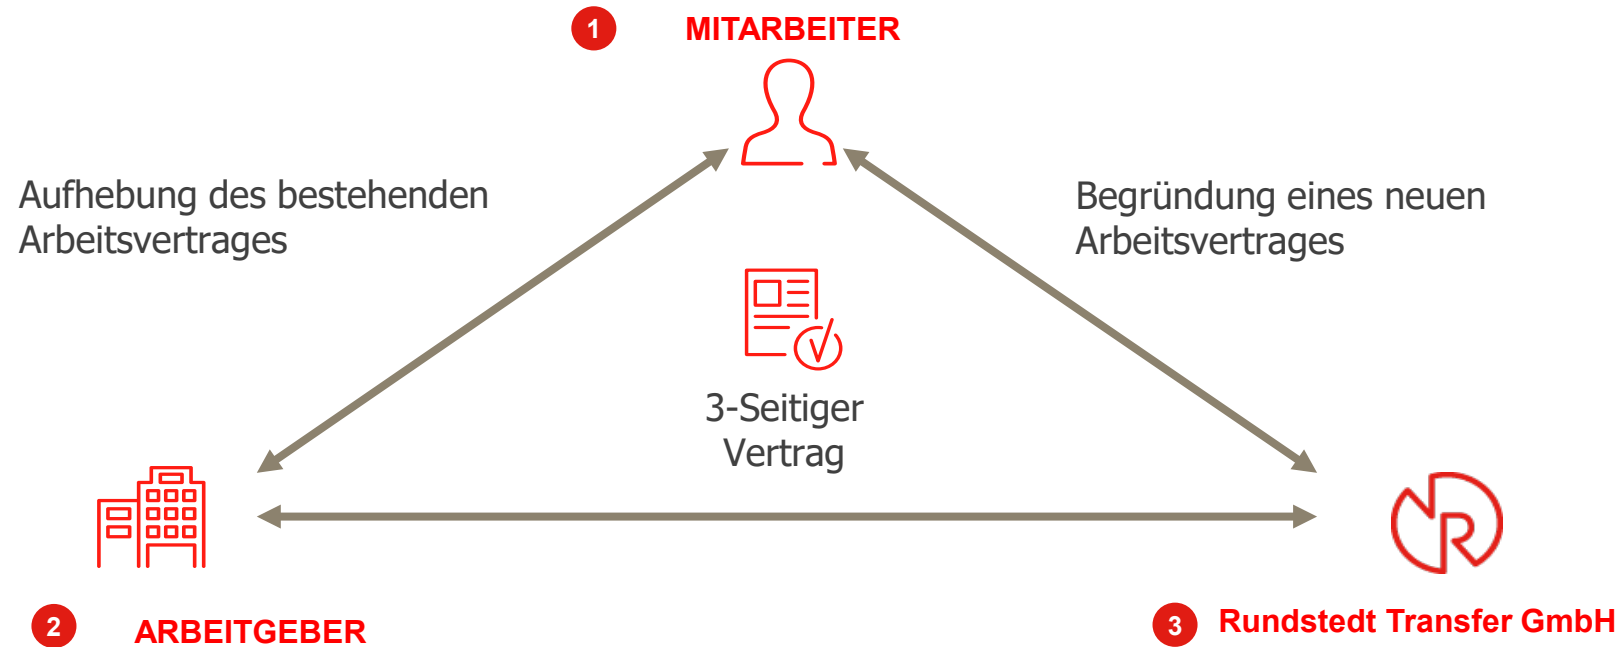 1 MITARBEITER
Aufhebung des bestehenden
Arbeitsvertrages
Begründung eines neuen
Arbeitsvertrages
3-Seitiger
Vertrag
R
2 ARBEITGEBER
3 Rundstedt Transfer GmbH